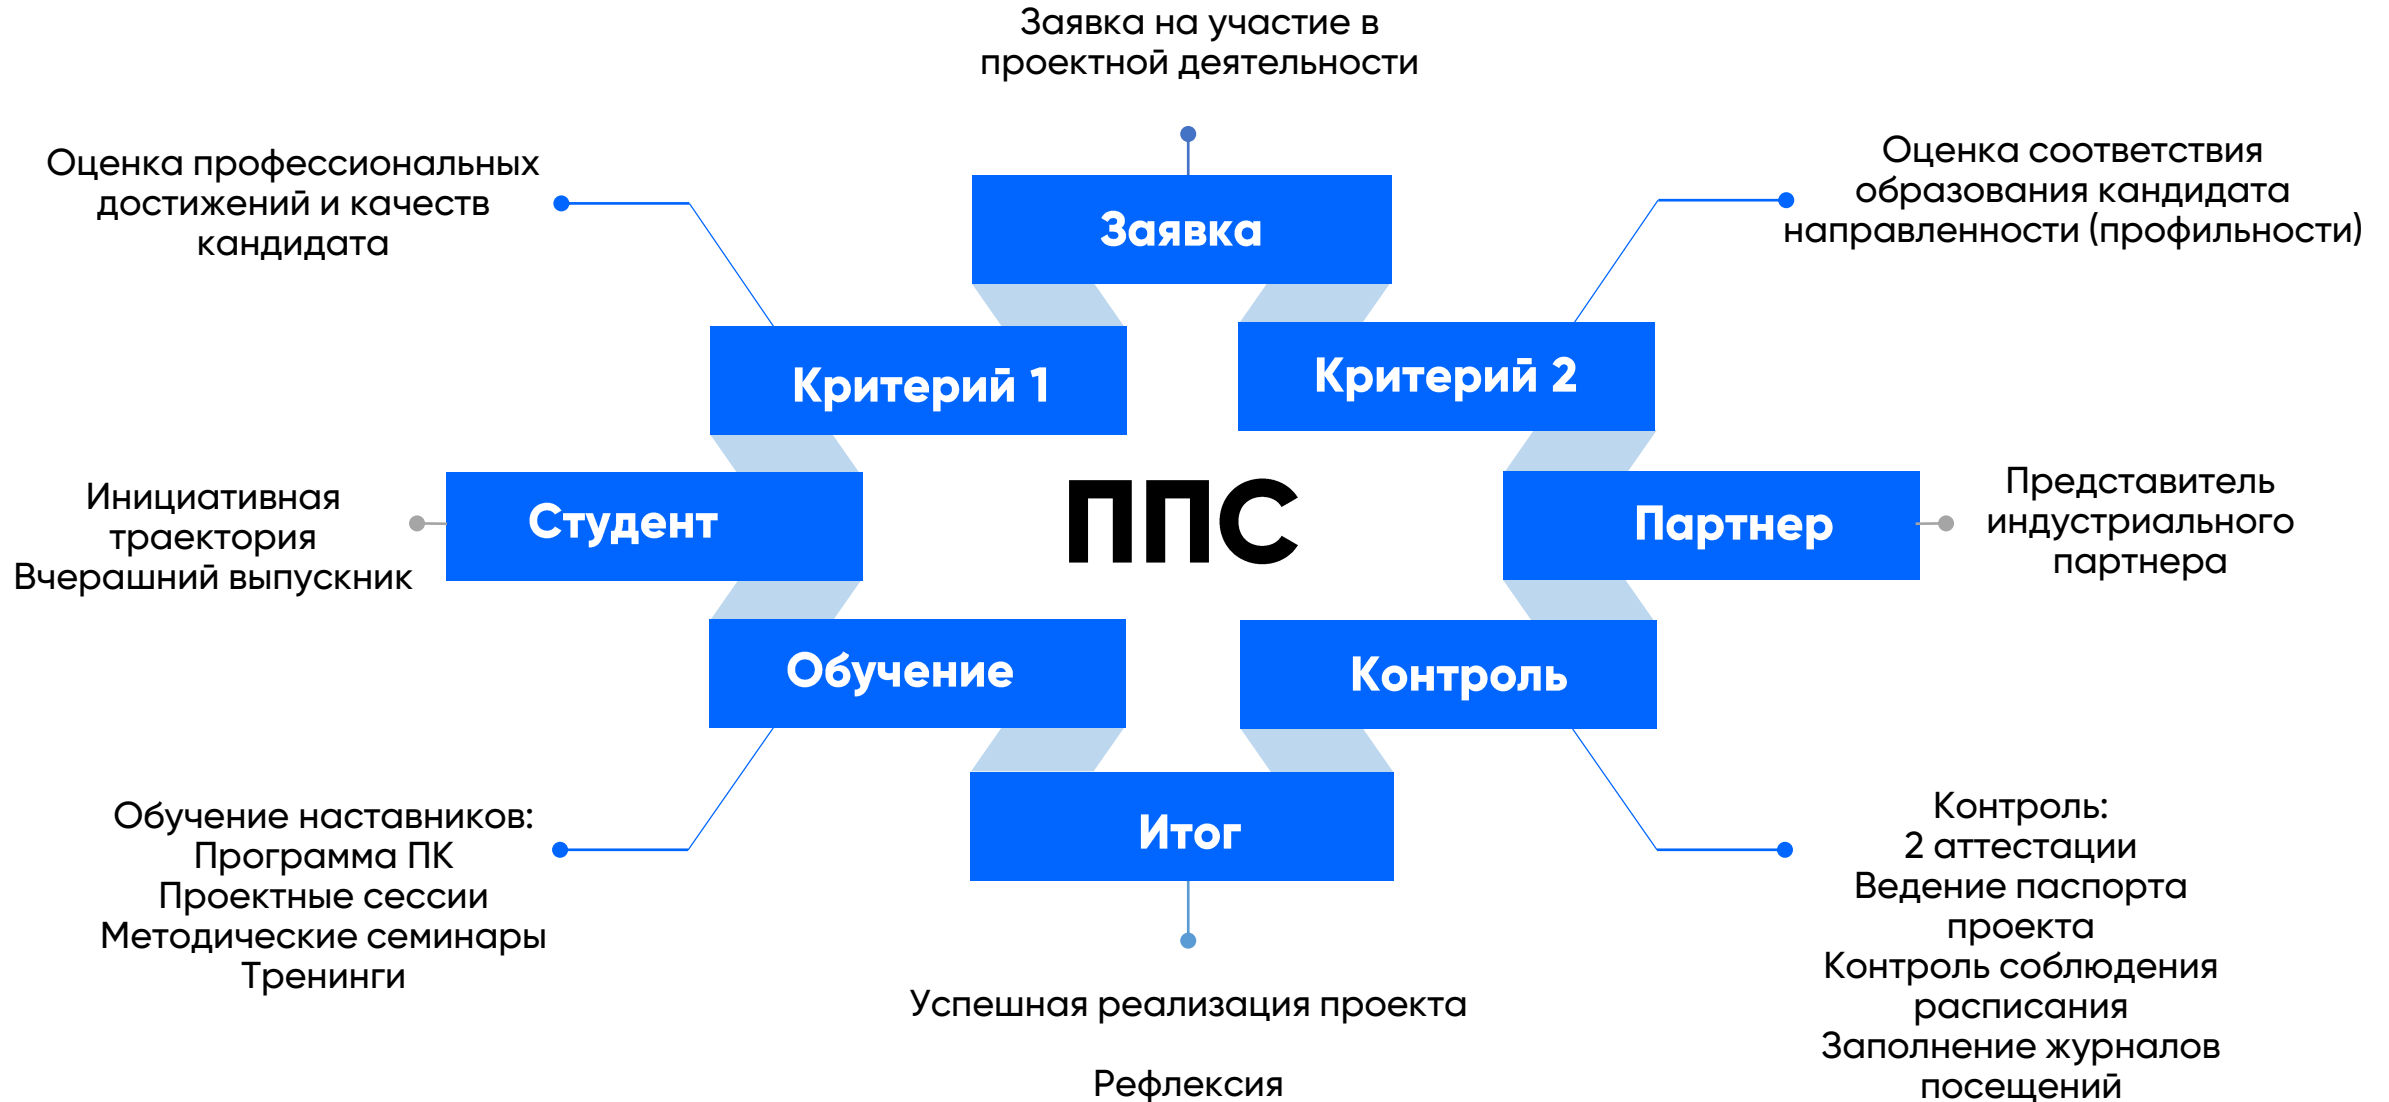 Заявка на участие в
проектной деятельности
Оценка профессиональных
достижений и качеств
кандидата
Оценка соответствия
образования кандидата
направленности (профильности)
Заявка
Критерий 1
Критерий 2
Инициативная
траектория
Вчерашний выпускник
Студент
ППС
Партнер
Представитель
индустриального
партнера
Обучение
Контроль
Итог
Обучение наставников:
Программа ПК
Проектные сессии
Методические семинары
Тренинги
Успешная реализация проекта
Рефлексия
Контроль:
2 аттестации
Ведение паспорта
проекта
Контроль соблюдения
расписания
Заполнение журналов
посещений